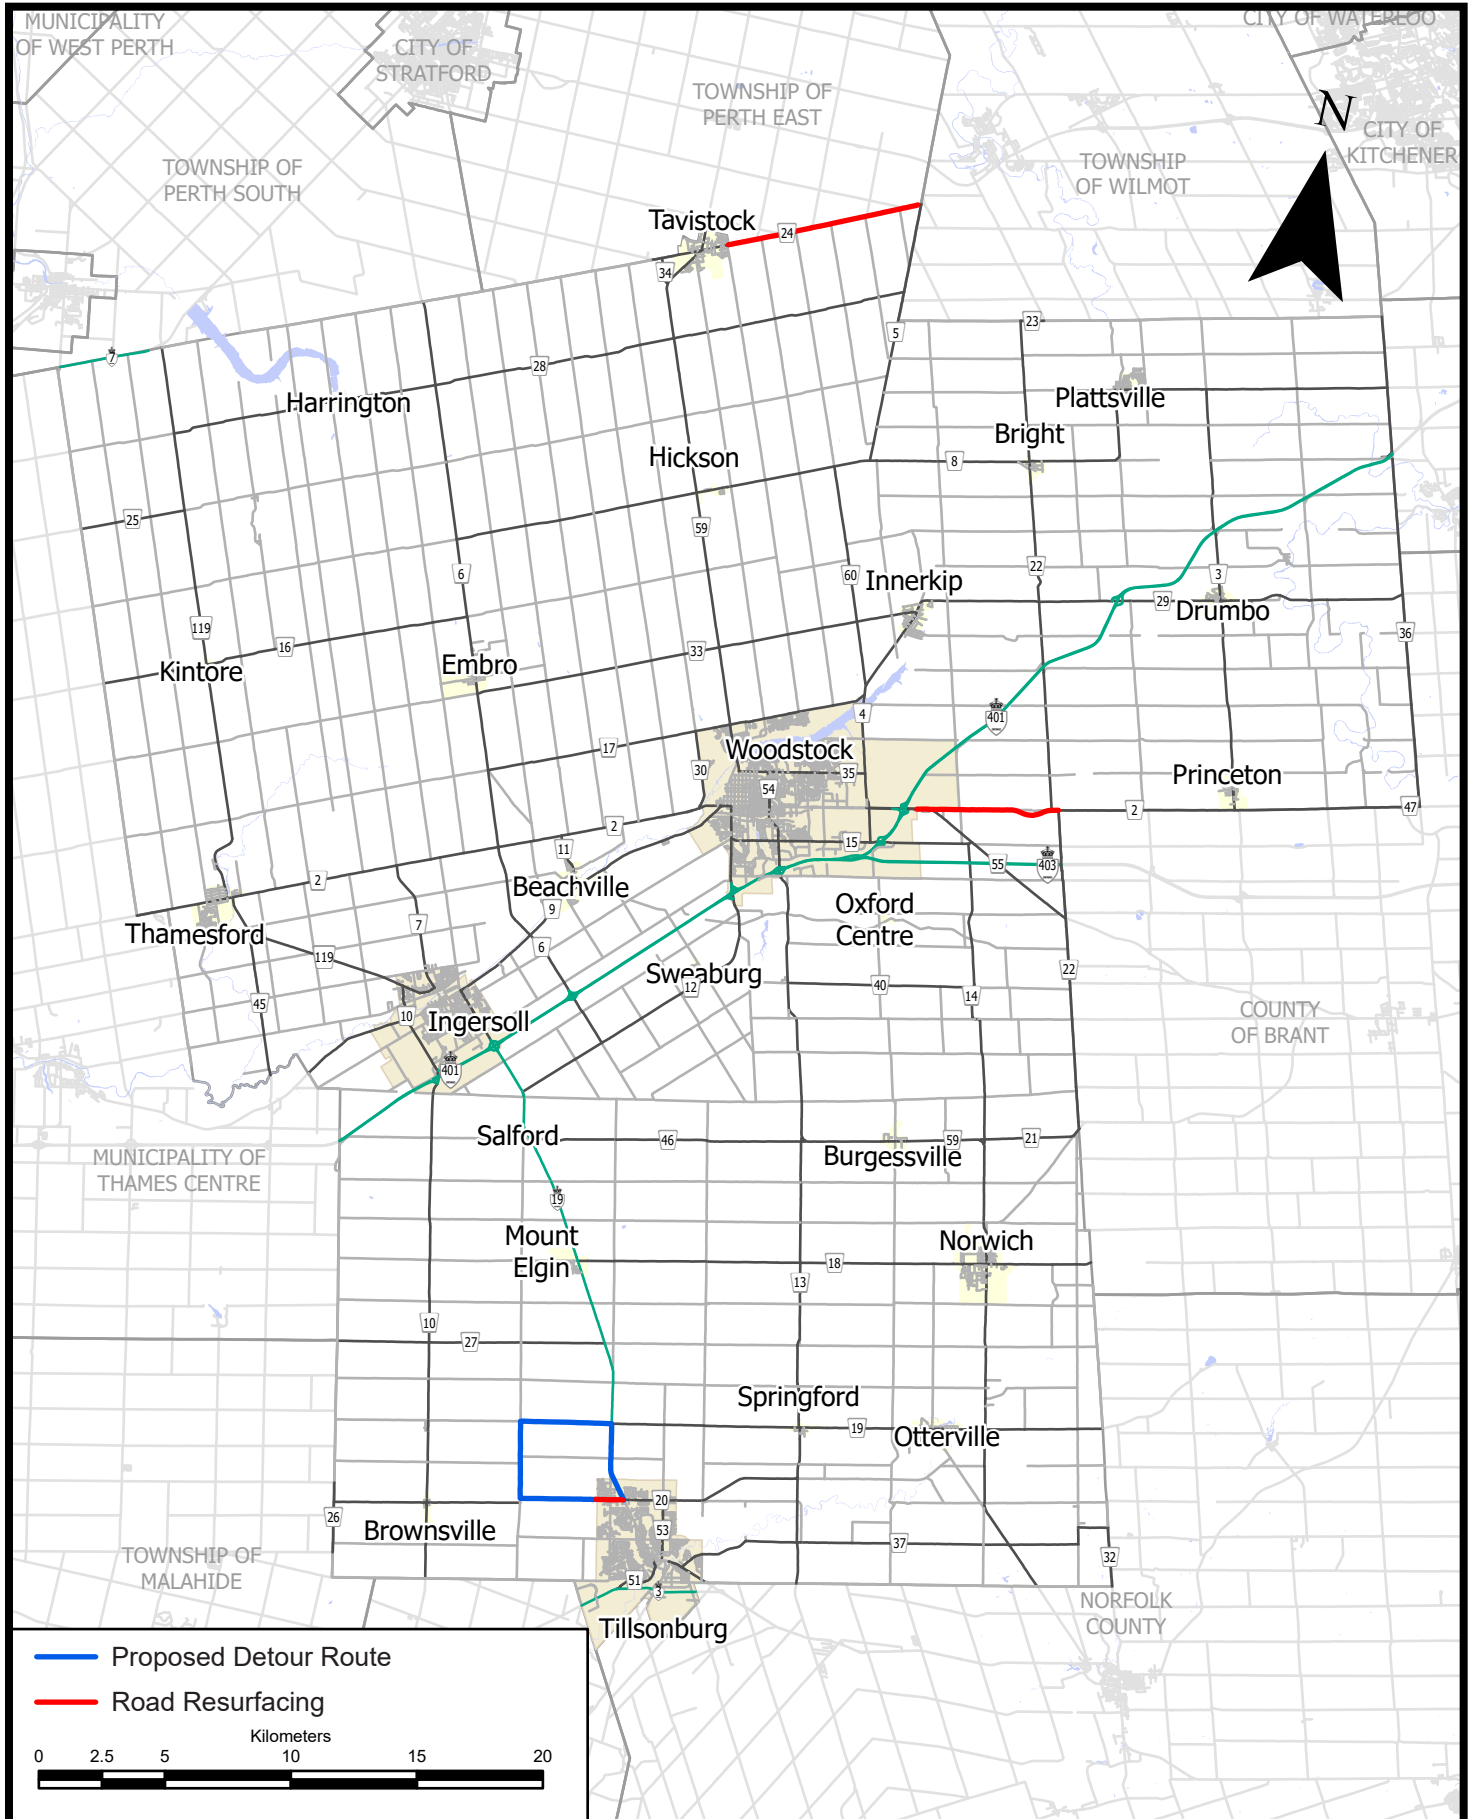 MUNICIPALITY
OF WEST PERTH
CITY OF
STRATFORD
CITY OF WATERLOO
TOWNSHIP OF
PERTH EAST
N
CITY OF
KITCHENER
TOWNSHIP
OF WILMOT
TOWNSHIP OF
PERTH SOUTH
Tavistock
24
34
5
23
7
28
Harrington
Plattsville
Bright
Hickson
8
25
59
6
60
Innerkip
22
3
29
Drumbo
119
16
33
36
Kintore
Embro
4
401
17
Woodstock
30
35
54
Princeton
2
47
2
11
15
55
403
2
Beachville
9
Oxford
Centre
7
Thamesford
6
119
Sweaburg
12
40
14
22
45
10
Ingersoll
COUNTY
OF BRANT
401
Salford
46
59
21
Burgessville
MUNICIPALITY OF
THAMES CENTRE
19
Mount
Elgin
18
Norwich
13
10
27
Springford
19
Otterville
20
26
Brownsville
53
37
TOWNSHIP OF
MALAHIDE
32
51
3
NORFOLK
COUNTY
Tillsonburg
Proposed Detour Route
Road Resurfacing
Kilometers
0 2.5 5 10 15 20